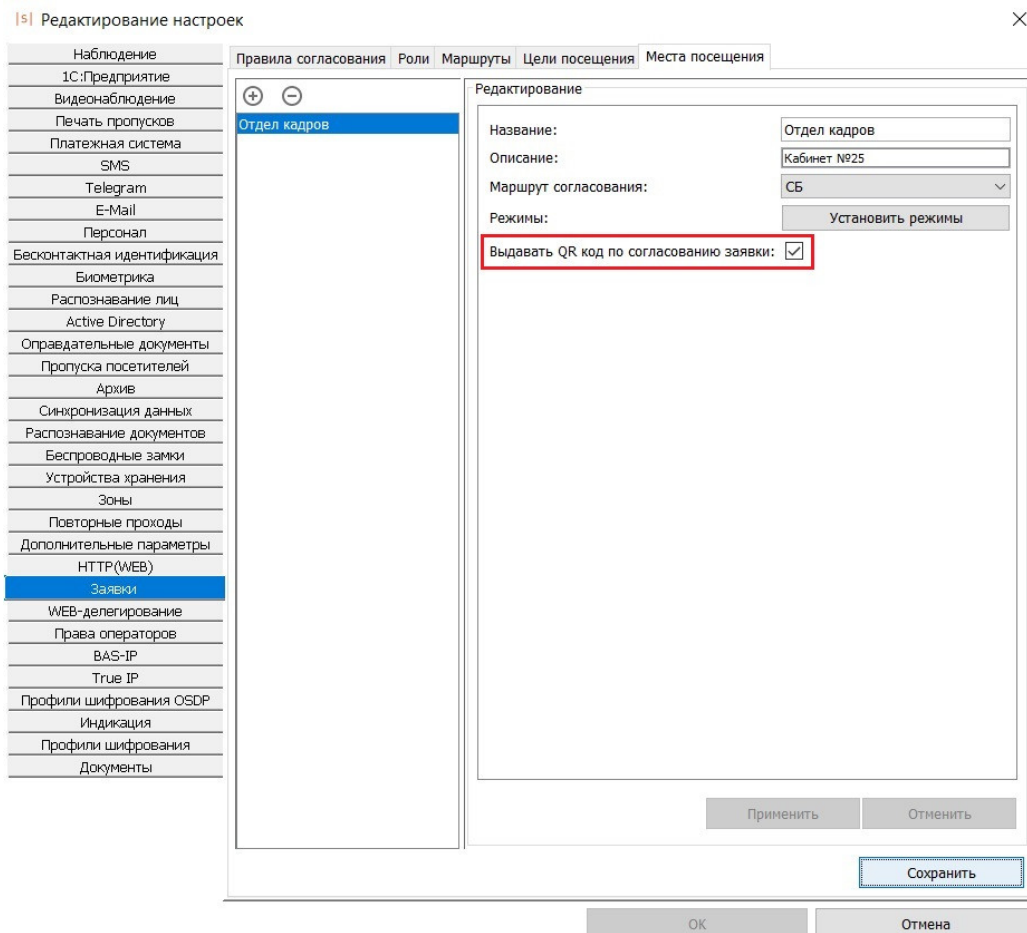 |s| Редактирование настроек
Наблюдение
1С:Предприятие
Видеонаблюдение
Печать пропусков
Платежная система
SMS
Telegram
E-Mail
Персонал
Бесконтактная идентификация
Биометрика
Распознавание лиц
Active Directory
Оправдательные документы
Пропуска посетителей
Архив
Синхронизация данных
Распознавание документов
Беспроводные замки
Устройства хранения
Зоны
Повторные проходы
Дополнительные параметры
HTTP(WEB)
Заявки
WEB-делегирование
Права операторов
BAS-IP
True IP
Профили шифрования OSDP
Индикация
Профили шифрования
Документы
Правила согласования Роли Маршруты Цели посещения Места посещения
Отдел кадров
Редактирование
Название: Отдел кадров
Описание: Кабинет №25
Маршрут согласования: СБ
Режимы: Установить режимы
Выдавать QR код по согласованию заявки:
Применить Отменить
Сохранить
ОК Отмена